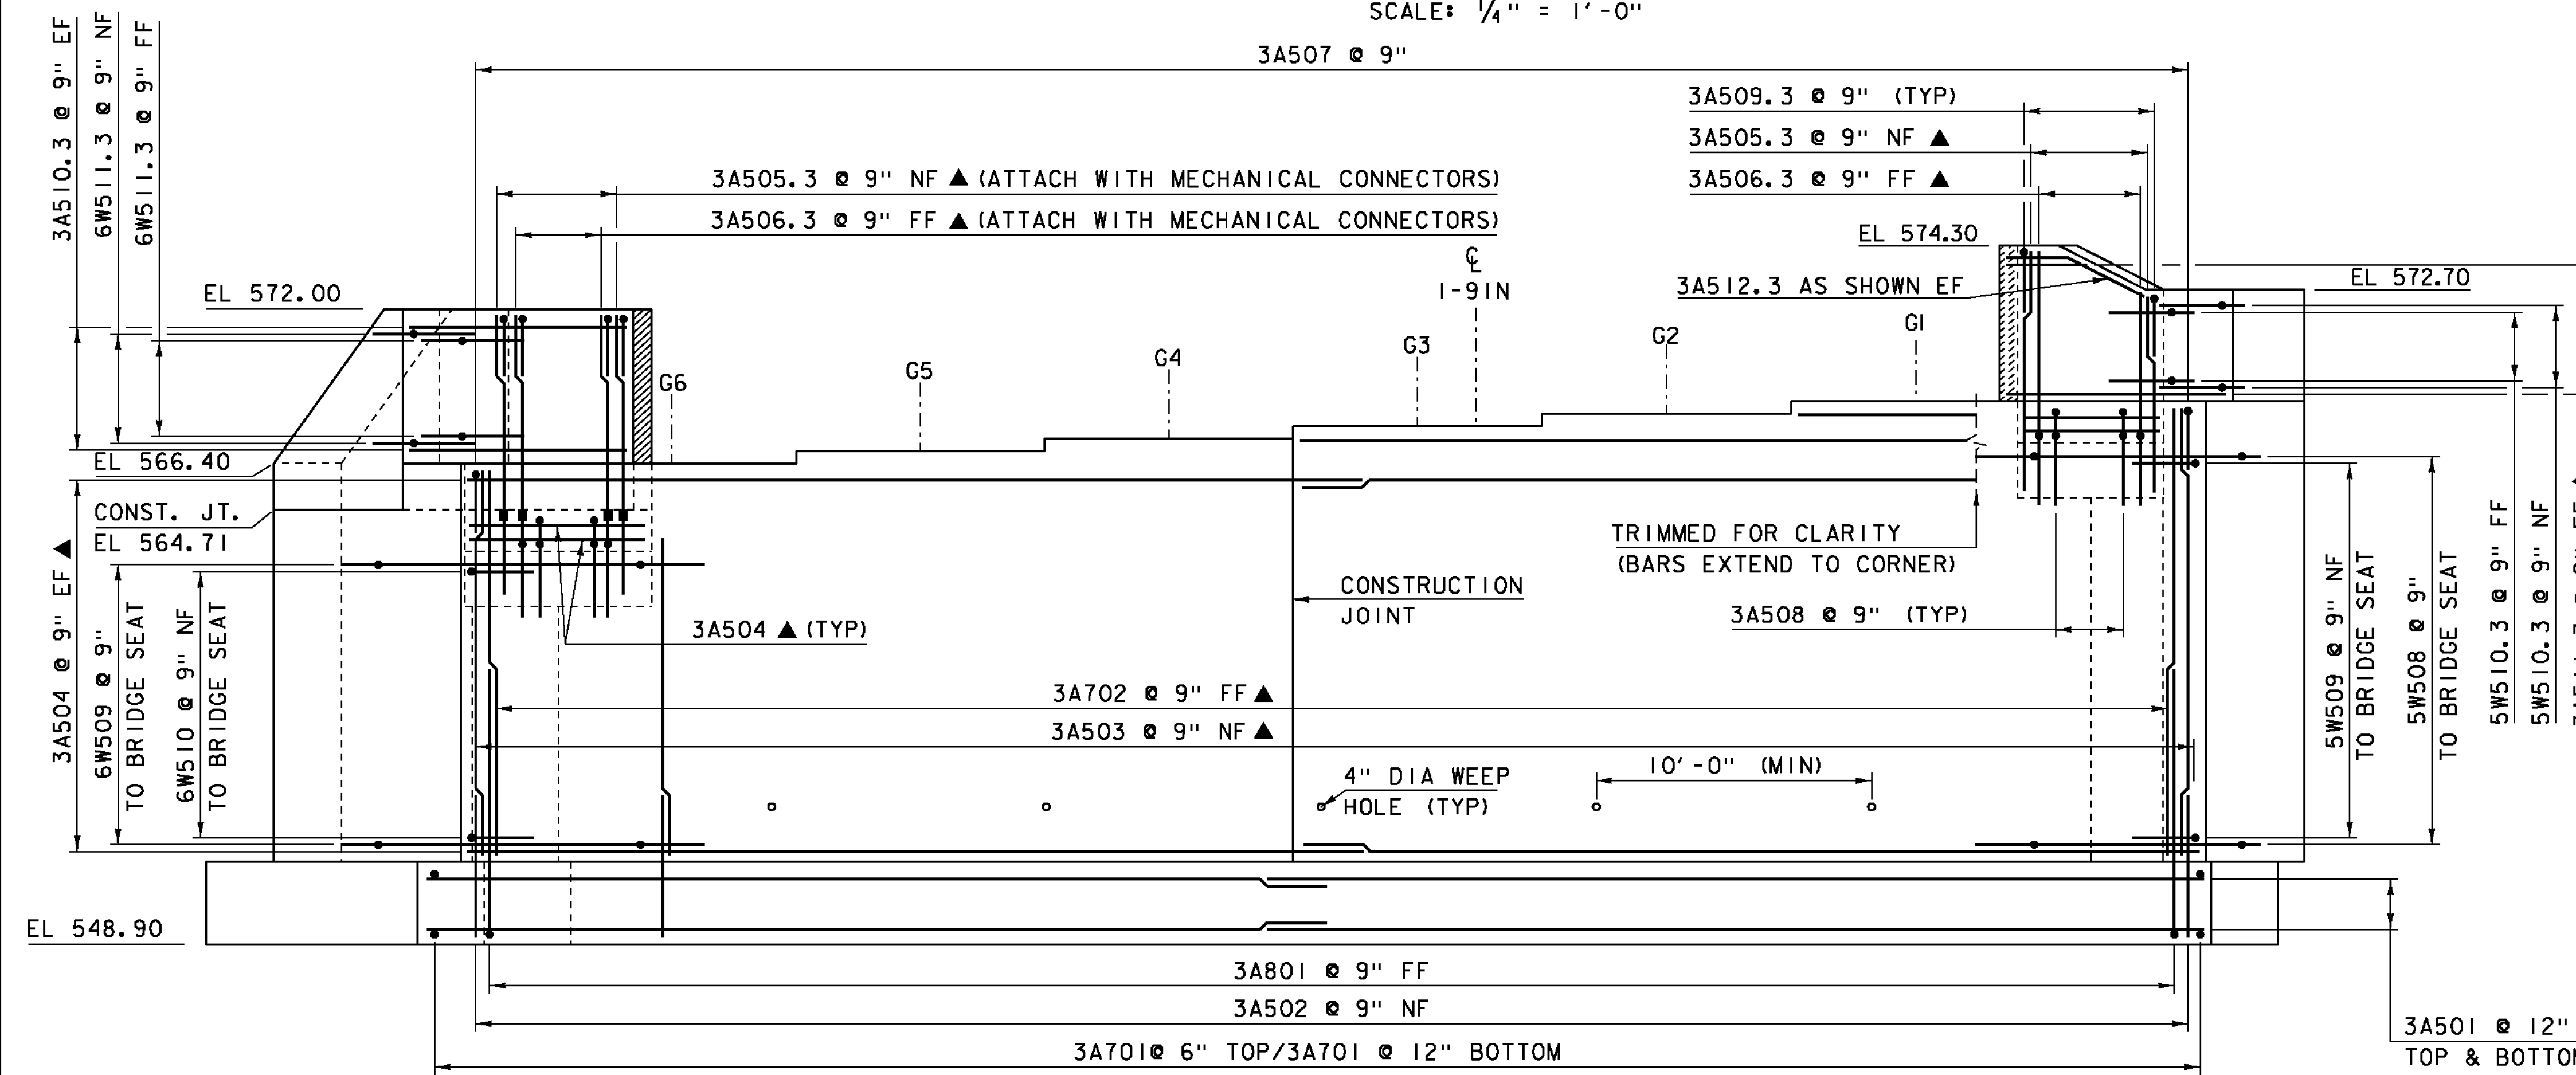 SCALE: 1/4" = 1'-0"
3A507 @ 9"
3A510.3 @ 9" EF
6W511.3 @ 9" NF
6W511.3 @ 9" FF
3A509.3 @ 9" (TYP)
3A505.3 @ 9" NF ▲
3A506.3 @ 9" FF ▲
3A505.3 @ 9" NF ▲ (ATTACH WITH MECHANICAL CONNECTORS)
3A506.3 @ 9" FF ▲ (ATTACH WITH MECHANICAL CONNECTORS)
EL 574.30
℄
I-91N
3A512.3 AS SHOWN EF
EL 572.70
EL 572.00
G1
G2
G3
G4
G5
G6
EL 566.40
CONST. JT.
EL 564.71
TRIMMED FOR CLARITY
(BARS EXTEND TO CORNER)
CONSTRUCTION
JOINT
3A508 @ 9" (TYP)
3A504 ▲ (TYP)
3A504 @ 9" EF ▲
6W509 @ 9"
TO BRIDGE SEAT
6W510 @ 9" NF
TO BRIDGE SEAT
3A702 @ 9" FF ▲
3A503 @ 9" NF ▲
10'-0" (MIN)
4" DIA WEEP
HOLE (TYP)
5W509 @ 9" NF
TO BRIDGE SEAT
5W508 @ 9"
TO BRIDGE SEAT
5W510.3 @ 9" FF
5W510.3 @ 9" NF
EL 548.90
3A801 @ 9" FF
3A502 @ 9" NF
3A701@ 6" TOP/3A701 @ 12" BOTTOM
3A501 @ 12"
TOP & BOTTOM